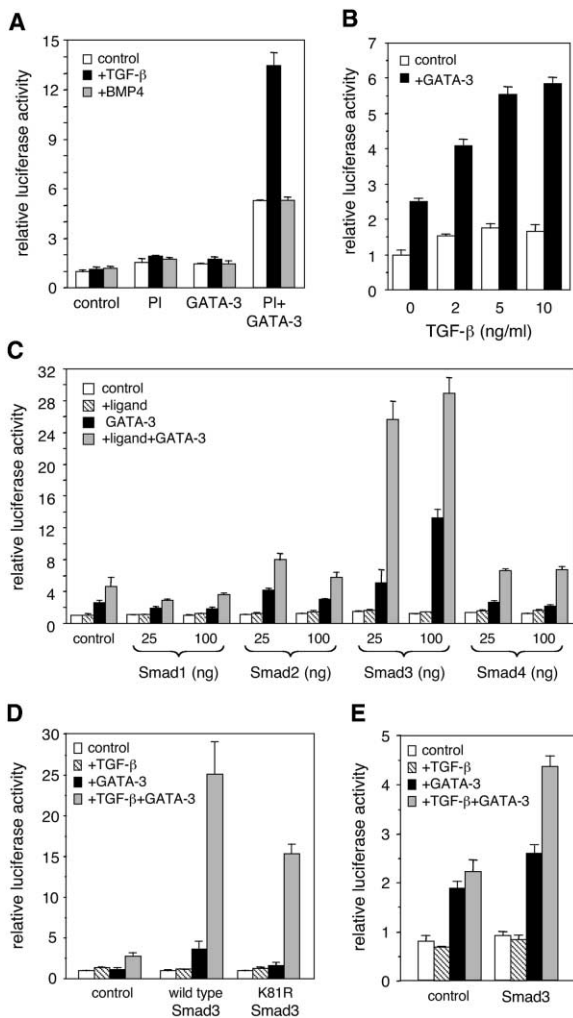 A
relative luciferase activity
15
12
9
6
3
0
control
+TGF-β
+BMP4
control
PI
GATA-3
PI+
GATA-3
B
relative luciferase activity
7
6
5
4
3
2
1
0
control
+GATA-3
0 2 5 10
TGF-β (ng/ml)
C
relative luciferase activity
32
28
24
20
16
12
8
4
0
control
+ligand
GATA-3
+ligand+GATA-3
control
25 100 25 100 25 100 25 100
Smad1 (ng) Smad2 (ng) Smad3 (ng) Smad4 (ng)
D
relative luciferase activity
30
25
20
15
10
5
0
control
+TGF-β
+GATA-3
+TGF-β+GATA-3
control
wild type
Smad3
K81R
Smad3
E
relative luciferase activity
5
4
3
2
1
0
control
+TGF-β
+GATA-3
+TGF-β+GATA-3
control
Smad3